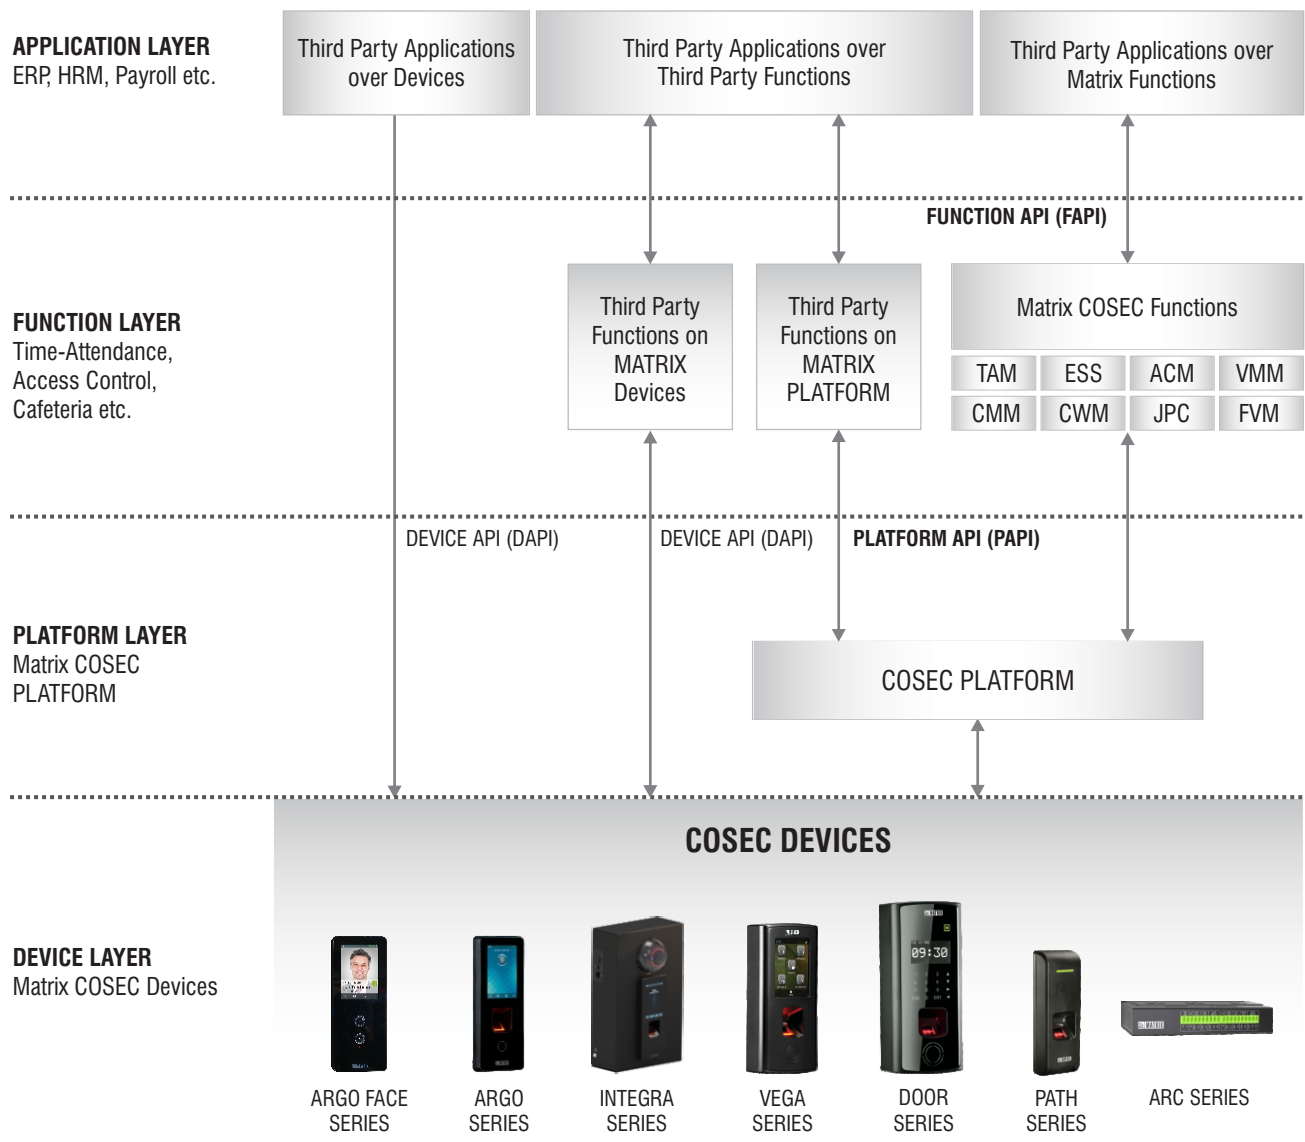 APPLICATION LAYER
ERP, HRM, Payroll etc.
Third Party Applications
over Devices
Third Party Applications over
Third Party Functions
Third Party Applications over
Matrix Functions
FUNCTION API (FAPI)
FUNCTION LAYER
Time-Attendance,
Access Control,
Cafeteria etc.
Third Party
Functions on
MATRIX
Devices
Third Party
Functions on
MATRIX
PLATFORM
Matrix COSEC Functions
TAM
ESS
ACM
VMM
CMM
CWM
JPC
FVM
DEVICE API (DAPI)
DEVICE API (DAPI)
PLATFORM API (PAPI)
PLATFORM LAYER
Matrix COSEC
PLATFORM
COSEC PLATFORM
COSEC DEVICES
DEVICE LAYER
Matrix COSEC Devices
09:30
ARGO FACE
SERIES
ARGO
SERIES
INTEGRA
SERIES
VEGA
SERIES
DOOR
SERIES
PATH
SERIES
ARC SERIES